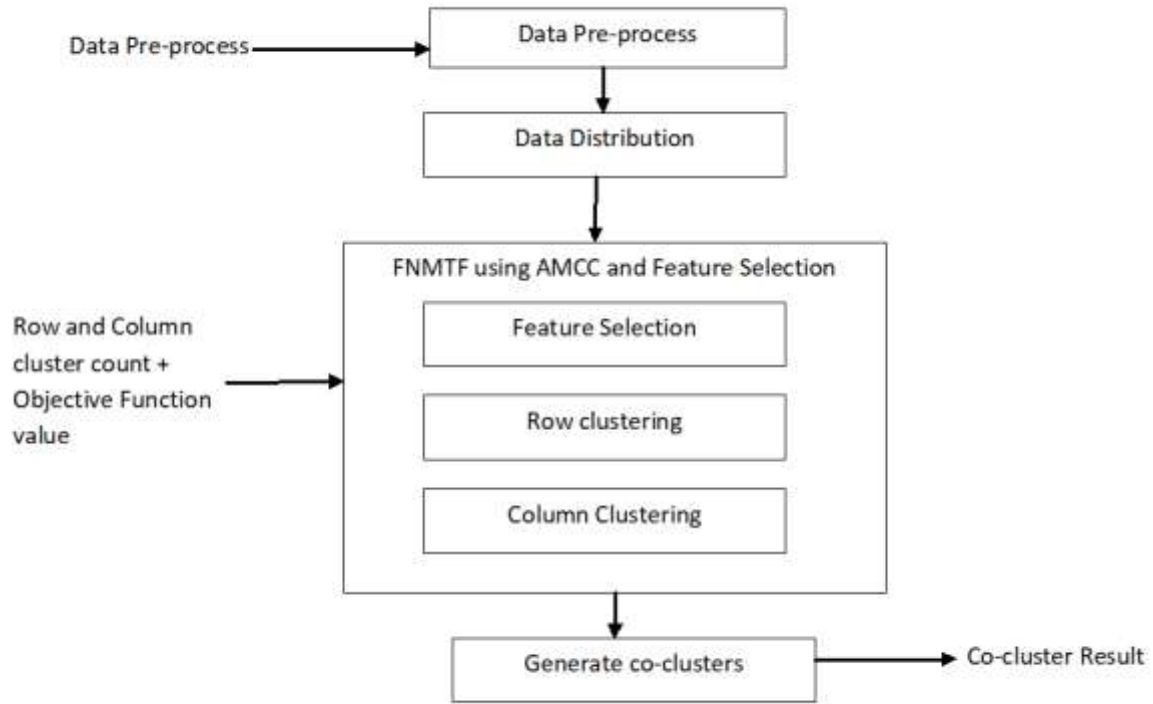 Data Pre-process
Data Pre-process
Data Distribution
FNMTF using AMCC and Feature Selection
Feature Selection
Row and Column
cluster count +
Objective Function
value
Row clustering
Column Clustering
Generate co-clusters
Co-cluster Result